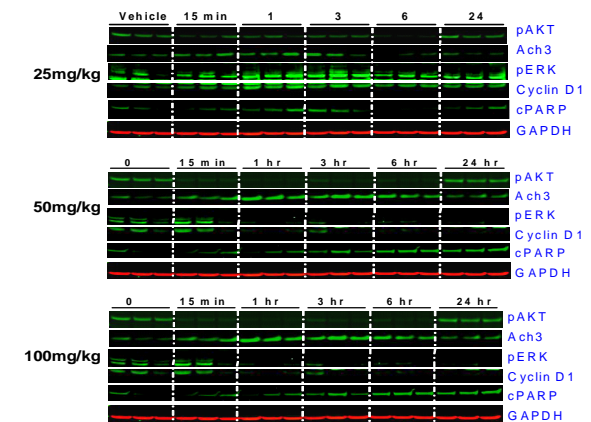 Vehicle 15 min 1 3 6 24
pAKT
Ach3
pERK
25mg/kg
Cyclin D1
cPARP
GAPDH
0 15 min 1 hr 3 hr 6 hr 24 hr
pAKT
Ach3
50mg/kg
pERK
Cyclin D1
cPARP
GAPDH
0 15 min 1 hr 3 hr 6 hr 24 hr
pAKT
Ach3
100mg/kg
pERK
Cyclin D1
cPARP
GAPDH